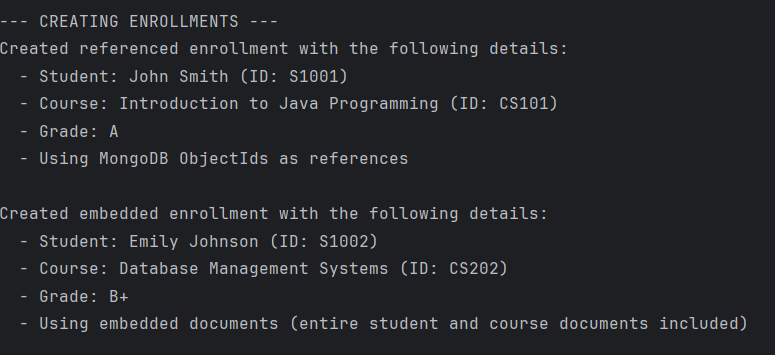 --- CREATING ENROLLMENTS ---
Created referenced enrollment with the following details:
  - Student: John Smith (ID: S1001)
  - Course: Introduction to Java Programming (ID: CS101)
  - Grade: A
  - Using MongoDB ObjectIds as references

Created embedded enrollment with the following details:
  - Student: Emily Johnson (ID: S1002)
  - Course: Database Management Systems (ID: CS202)
  - Grade: B+
  - Using embedded documents (entire student and course documents included)